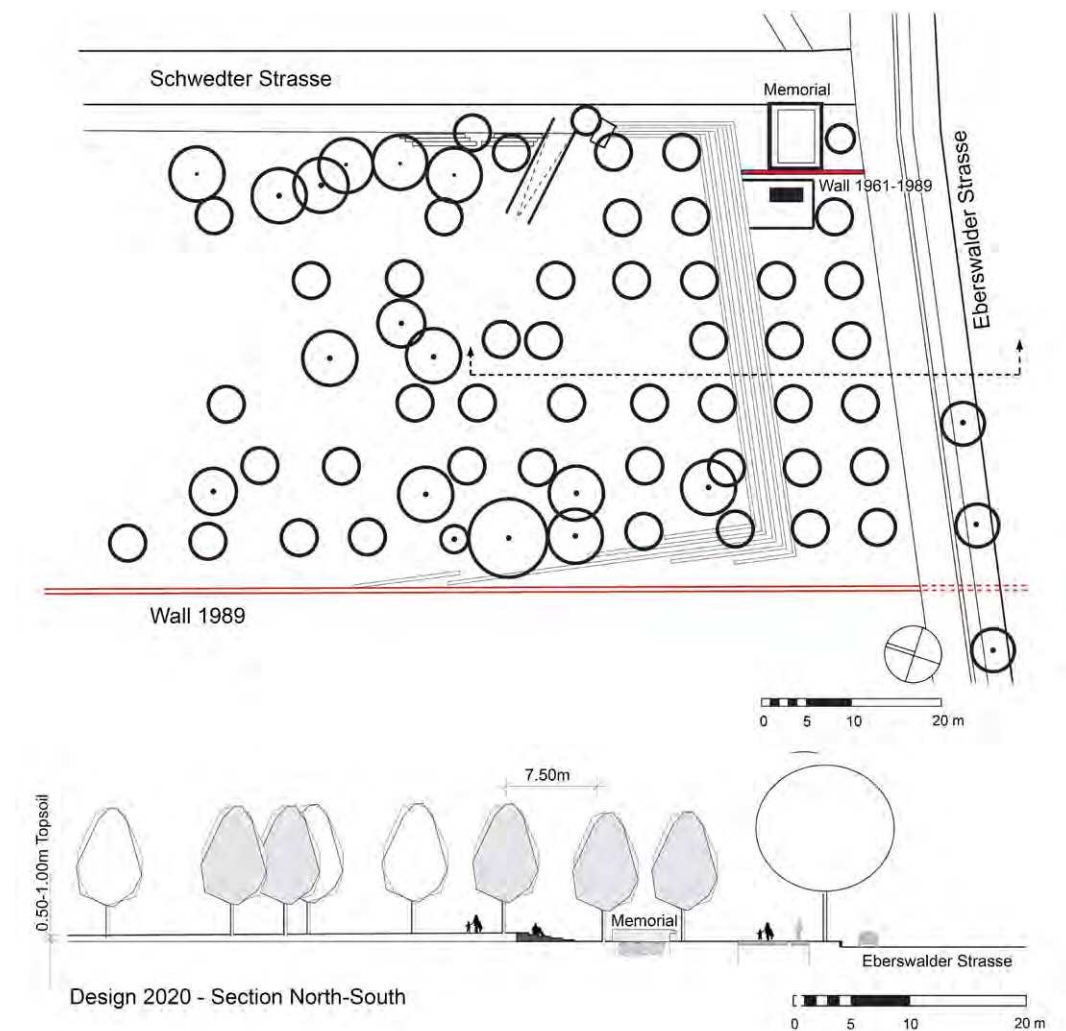 Schwedter Strasse
Memorial
Wall 1961-1989
Eberswalder Strasse
Wall 1989
0 5 10 20 m
7.50m
0.50-1.00m Topsoil
Memorial
Eberswalder Strasse
Design 2020 - Section North-South
0 5 10 20 m